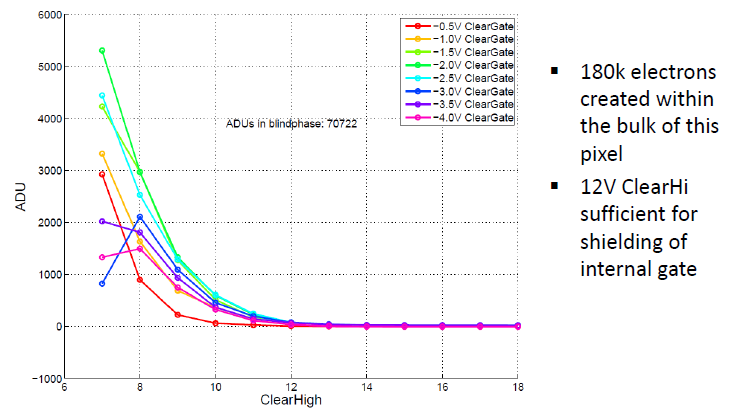 6000
5000
4000
3000
2000
1000
0
−1000
ADU
6
8
10
12
14
16
18
ClearHigh
ADUs in blindphase: 70722
−0.5V ClearGate
−1.0V ClearGate
−1.5V ClearGate
−2.0V ClearGate
−2.5V ClearGate
−3.0V ClearGate
−3.5V ClearGate
−4.0V ClearGate
▪ 180k electrons
created within
the bulk of this
pixel
▪ 12V ClearHi
sufficient for
shielding of
internal gate